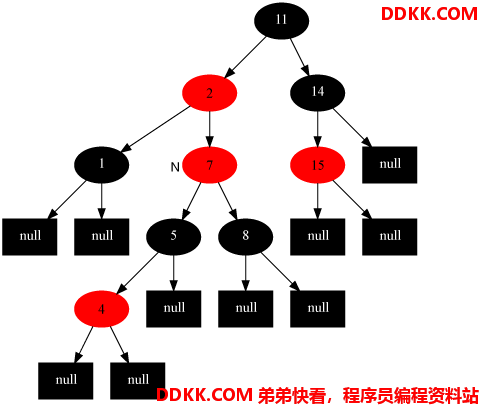 DDKK.COM
11
2
14
1
N
7
15
null
null
null
5
8
null
null
4
null
null
null
null
null
DDKK.COM 弟弟快看，程序员编程资料站